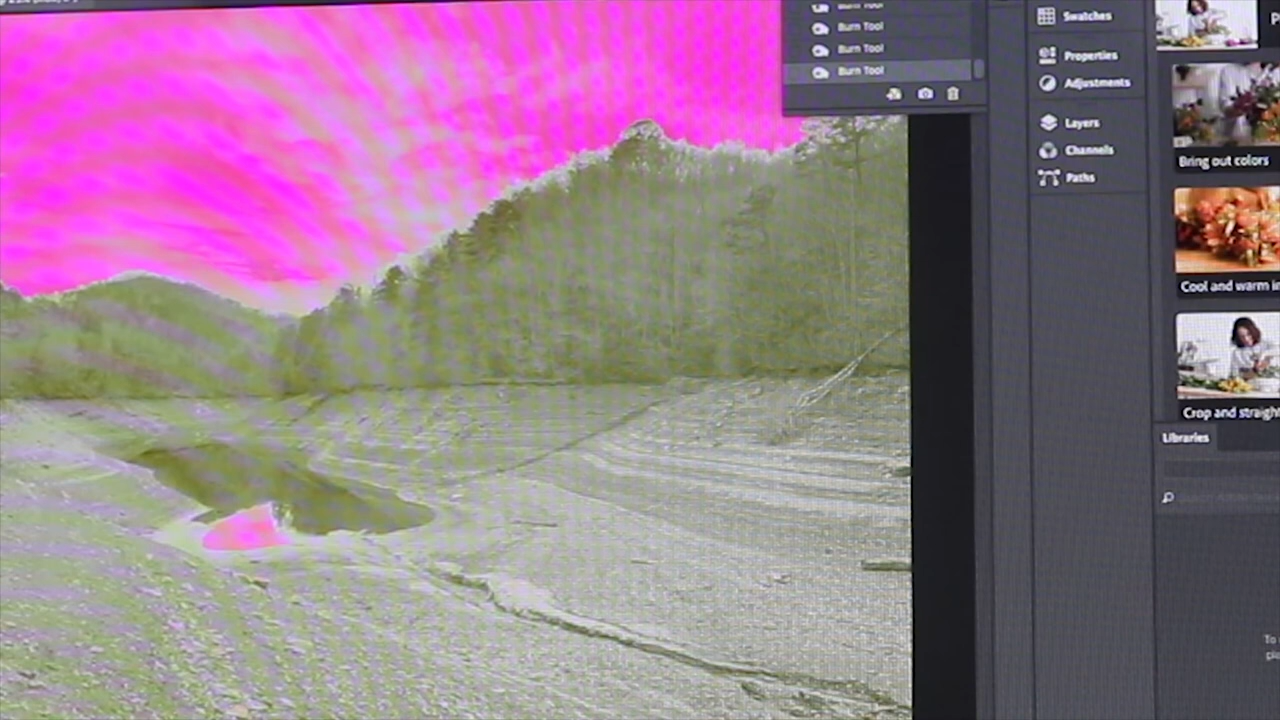 Burn Tool
Burn Tool
Burn Tool
Burn Tool
Swatches
Properties
Adjustments
Layers
Channels
Paths
Bring out colors
Cool and warm in
Crop and straight
Libraries
To